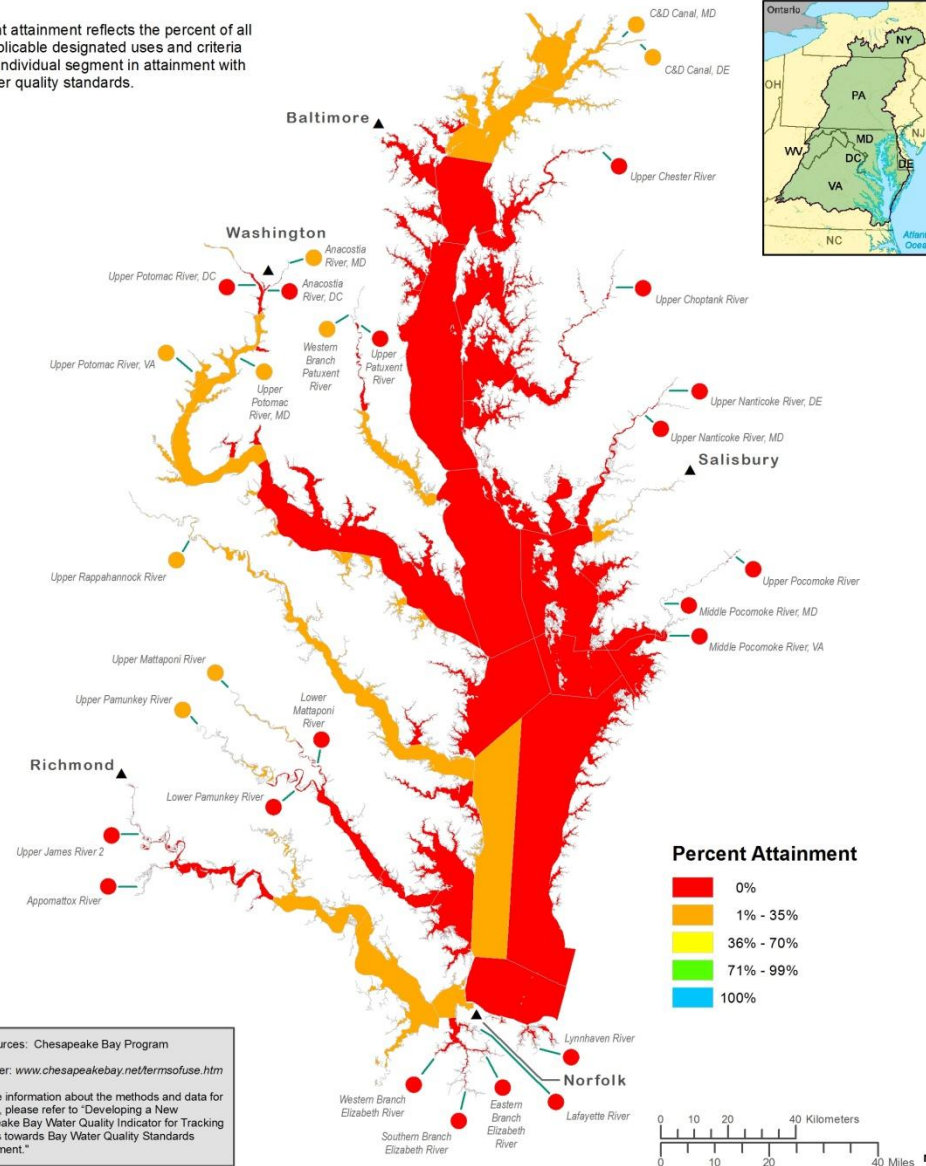 nt attainment reflects the percent of all
plicable designated uses and criteria
individual segment in attainment with
er quality standards.
C&D Canal, MD
C&D Canal, DE
Ontario
NY
OH
PA
NJ
MD
WV
DC
DE
VA
NC
Atlant
Ocea
Baltimore
Upper Chester River
Washington
Anacostia
River, MD
Upper Potomac River, DC
Anacostia
River, DC
Upper Choptank River
Western
Branch
Patuxent
River
Upper
Patuxent
River
Upper Potomac River, VA
Upper
Potomac
River, MD
Upper Nanticoke River, DE
Upper Nanticoke River, MD
Salisbury
Upper Rappahannock River
Upper Pocomoke River
Middle Pocomoke River, MD
Middle Pocomoke River, VA
Upper Mattaponi River
Upper Pamunkey River
Lower
Mattaponi
River
Richmond
Lower Pamunkey River
Upper James River 2
Appomattox River
Percent Attainment
0%
1% - 35%
36% - 70%
71% - 99%
100%
Lynnhaven River
Norfolk
Western Branch
Elizabeth River
Southern Branch
Elizabeth River
Eastern
Branch
Elizabeth
River
Lafayette River
urces: Chesapeake Bay Program
er: www.chesapeakebay.net/termsofuse.htm
e information about the methods and data for
, please refer to "Developing a New
eake Bay Water Quality Indicator for Tracking
s towards Bay Water Quality Standards
ment."
0 10 20 40 Kilometers
0 10 20 40 Miles